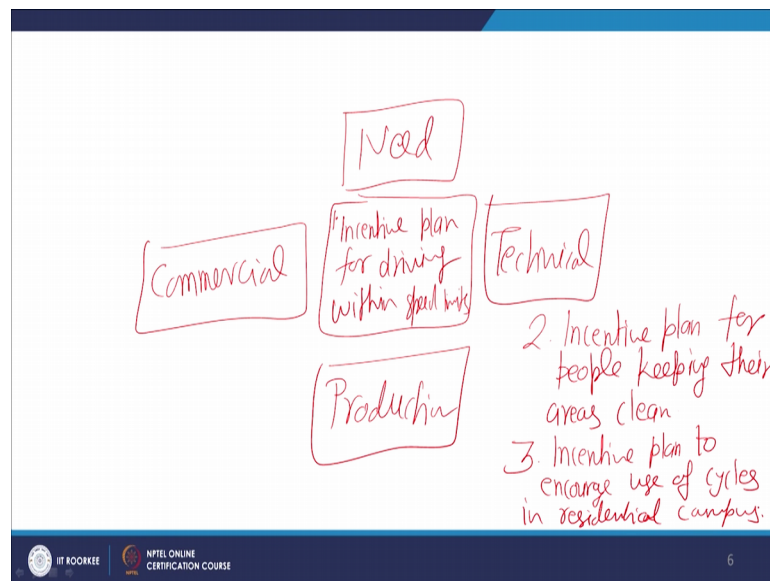 Need
Commercial
Incentive plan
for driving
within speed limits
Technical
Production
2. Incentive plan for
people keeping their
areas clean
3. Incentive plan to
encourage use of cycles
in residential campus.
IIT ROORKEE
NPTEL ONLINE
CERTIFICATION COURSE
6